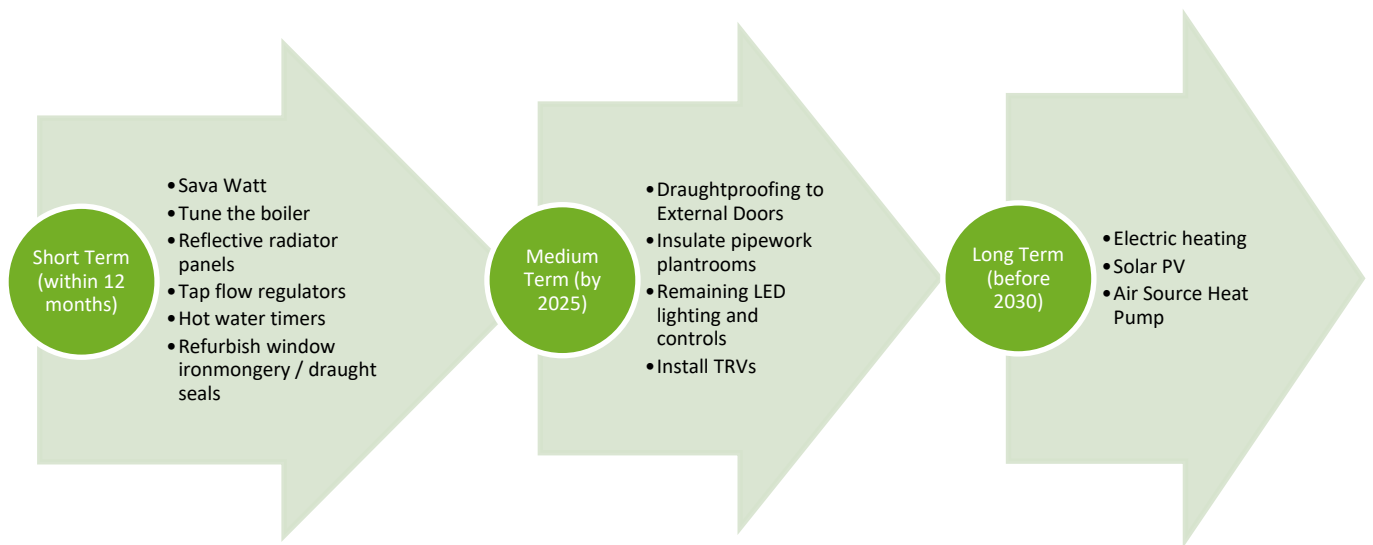 Short Term
(within 12
months)
•Sava Watt
•Tune the boiler
•Reflective radiator
panels
•Tap flow regulators
•Hot water timers
•Refurbish window
ironmongery / draught
seals
Medium
Term (by
2025)
•Draughtproofing to
External Doors
•Insulate pipework
plantrooms
•Remaining LED
lighting and
controls
•Install TRVs
Long Term
(before
2030)
•Electric heating
•Solar PV
•Air Source Heat
Pump